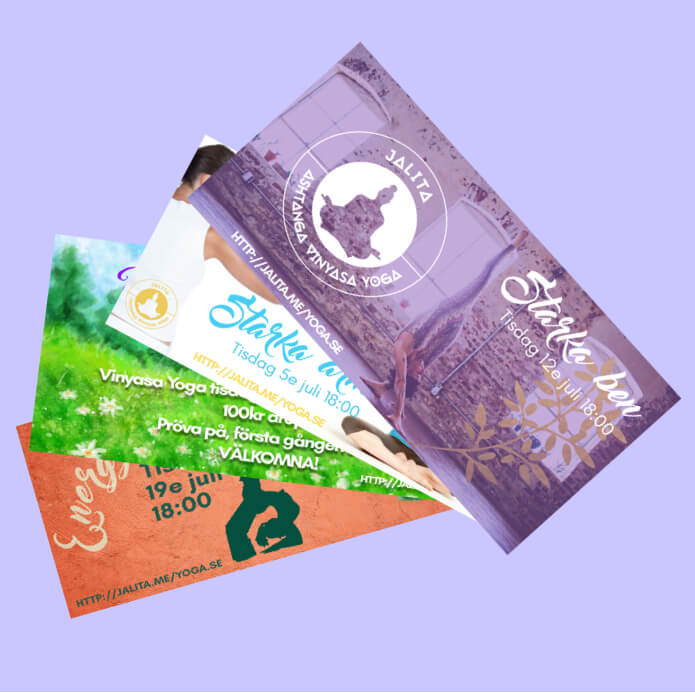 JALITA
ASHTANGA VINYASA YOGA
HTTP://JALITA.ME/YOGA.SE
Starka ben
Tisdag 12e juli 18:00
JALITA
Starka
Tisdag 5e juli 18:00
HTTP://JALITA.ME/YOGA.SE
Vinyasa Yoga
100kr
Pröva på, första gången
VÄLKOMNA!
19e juli
18:00
HTTP://JALITA.ME/YOGA.SE